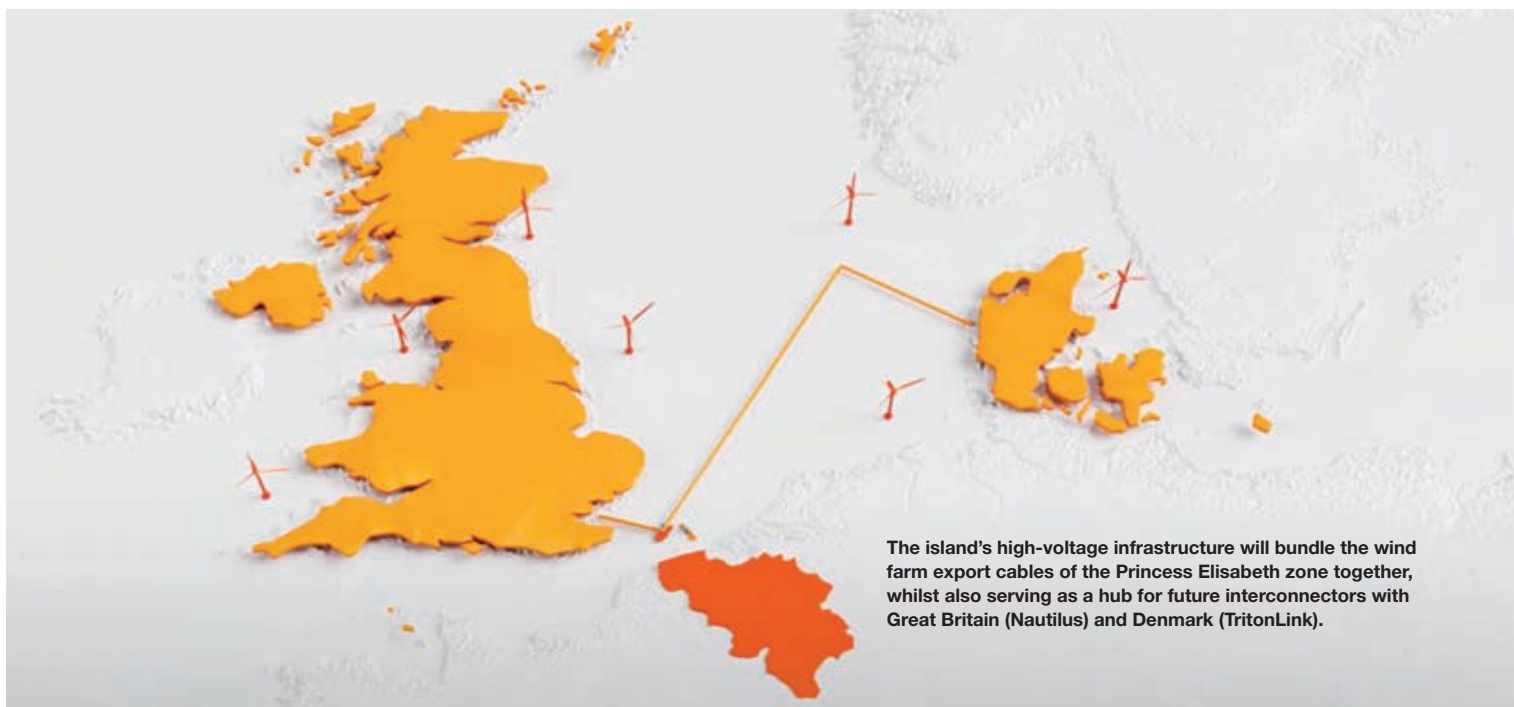 The island’s high-voltage infrastructure will bundle the wind
farm export cables of the Princess Elisabeth zone together,
whilst also serving as a hub for future interconnectors with
Great Britain (Nautilus) and Denmark (TritonLink).